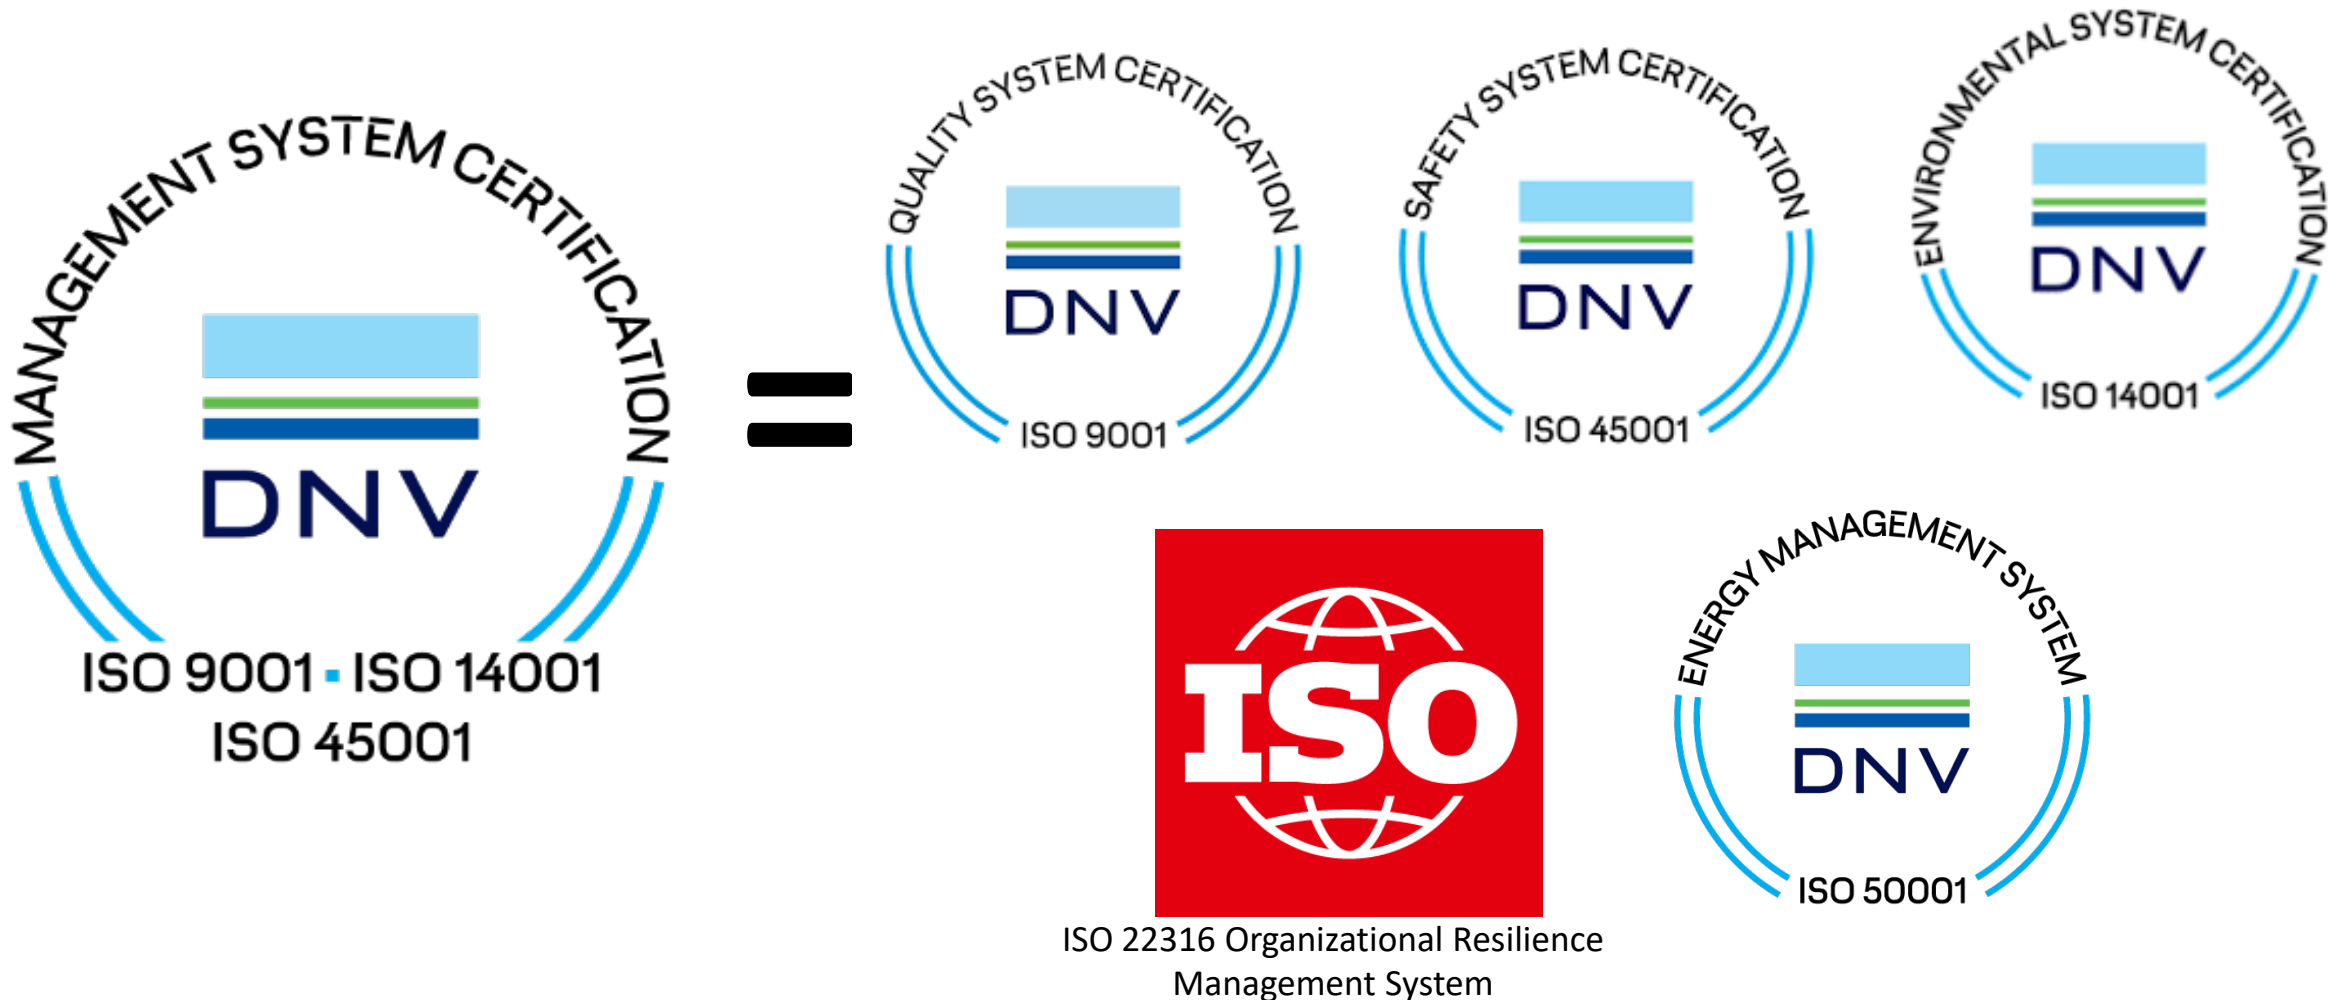 MANAGEMENT SYSTEM CERTIFICATION
DNV
ISO 9001 ▪ ISO 14001
ISO 45001
=
QUALITY SYSTEM CERTIFICATION
DNV
ISO 9001
SAFETY SYSTEM CERTIFICATION
DNV
ISO 45001
ENVIRONMENTAL SYSTEM CERTIFICATION
DNV
ISO 14001
ISO
ISO 22316 Organizational Resilience
Management System
ENERGY MANAGEMENT SYSTEM
DNV
ISO 50001